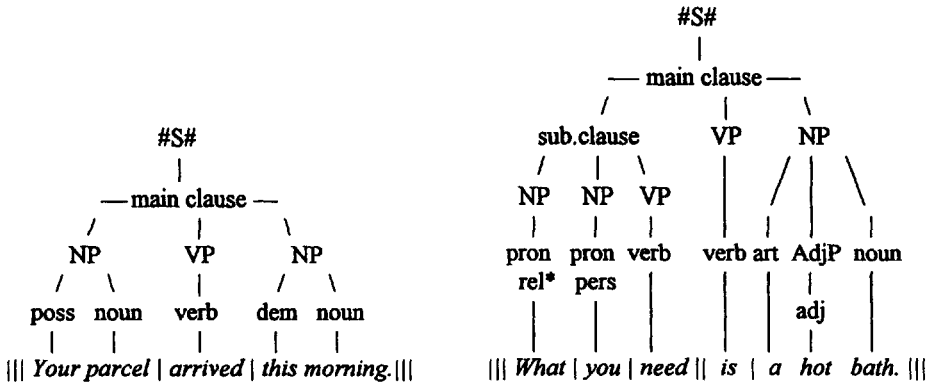 #S#
main clause
NP VP NP
poss noun verb dem noun
||| Your parcel | arrived | this morning.|||
#S#
main clause
sub.clause VP NP
NP NP VP
pron pron verb verb art AdjP noun
rel* pers adj
||| What | you | need || is | a hot bath. |||